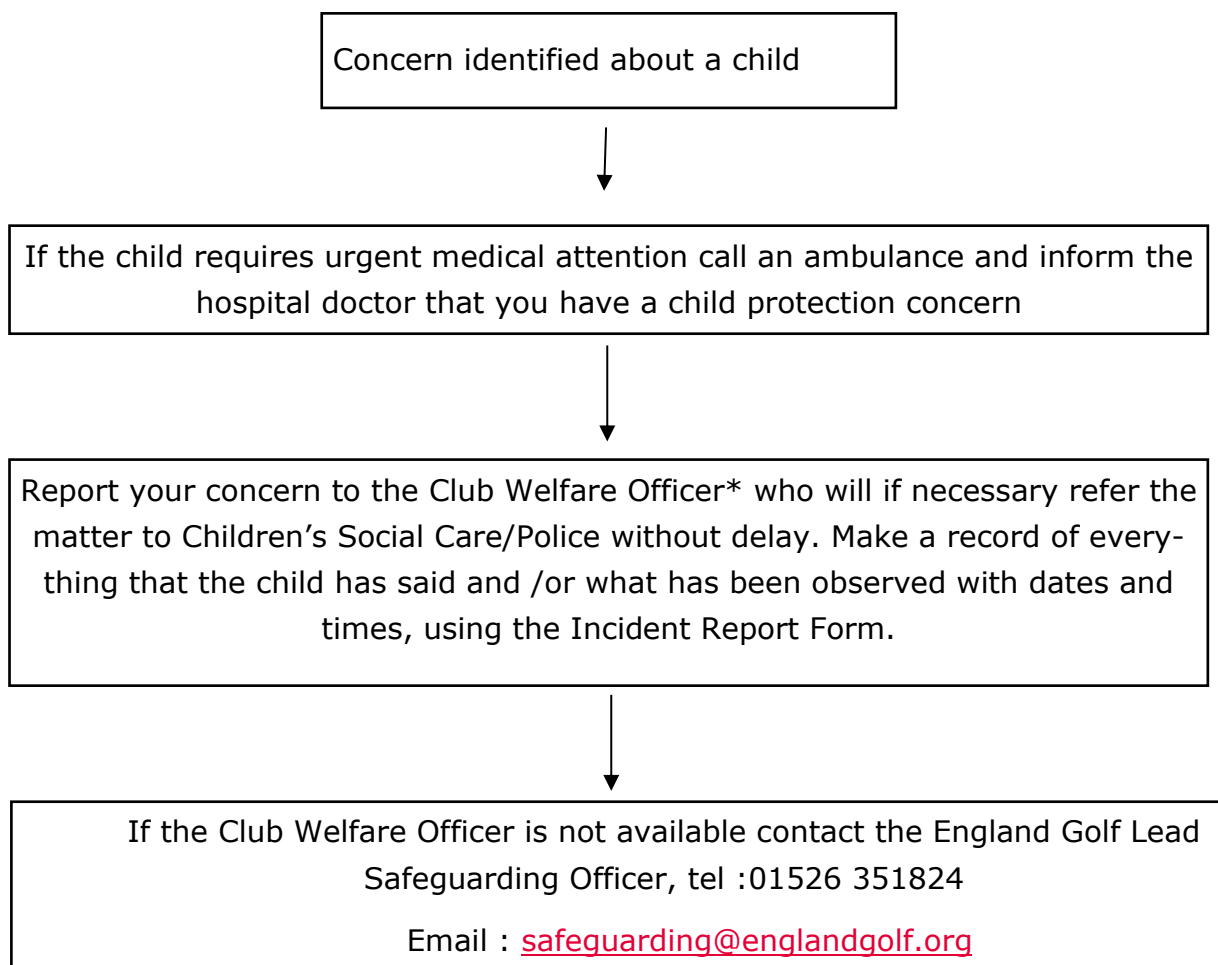 Concern identified about a child
If the child requires urgent medical attention call an ambulance and inform the
hospital doctor that you have a child protection concern
Report your concern to the Club Welfare Officer* who will if necessary refer the
matter to Children’s Social Care/Police without delay. Make a record of every-
thing that the child has said and /or what has been observed with dates and
times, using the Incident Report Form.
If the Club Welfare Officer is not available contact the England Golf Lead
Safeguarding Officer, tel :01526 351824
Email : safeguarding@englandgolf.org